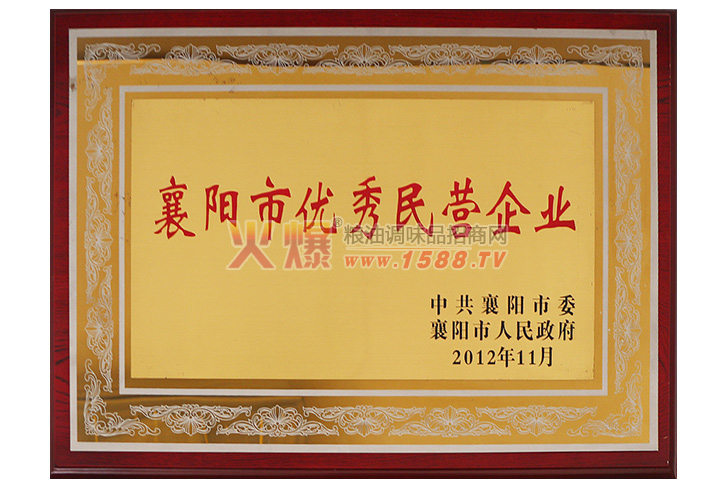 襄阳市优秀民营企业
火爆®粮油调味品招商网
www.1588.TV
中共襄阳市委
襄阳市人民政府
2012年11月